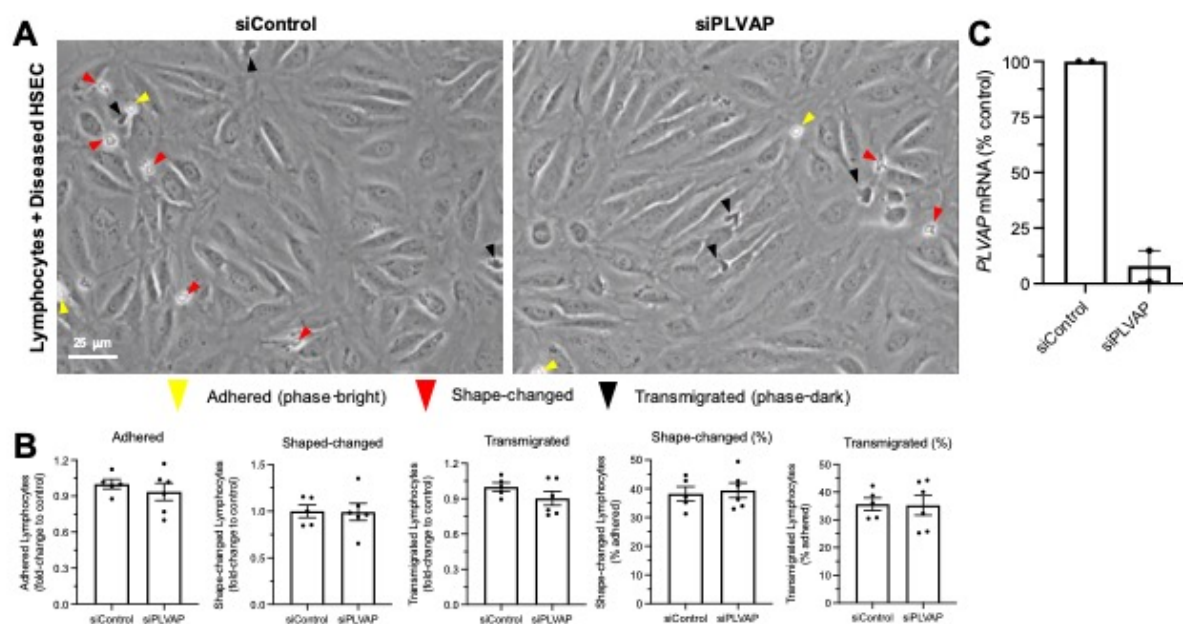 A
siControl
siPLVAP
Lymphocytes + Diseased HSEC
25 µm
Adhered (phase-bright)
Shape-changed
Transmigrated (phase-dark)
C
PLVAP mRNA (% control)
100
75
50
25
0
siControl
siPLVAP
B
Adhered
Adhered Lymphocytes
(fold-change to control)
1.2
0.9
0.6
0.3
0.0
siControl siPLVAP
Shaped-changed
Shape-changed Lymphocytes
(fold-change to control)
1.5
1.0
0.5
0.0
siControl siPLVAP
Transmigrated
Transmigrated Lymphocytes
(fold-change to control)
1.2
0.9
0.6
0.3
0.0
siControl siPLVAP
Shape-changed (%)
Shape-changed Lymphocytes
(% adhered)
50
40
30
20
10
0
siControl siPLVAP
Transmigrated (%)
Transmigrated Lymphocytes
(% adhered)
50
40
30
20
10
0
siControl siPLVAP